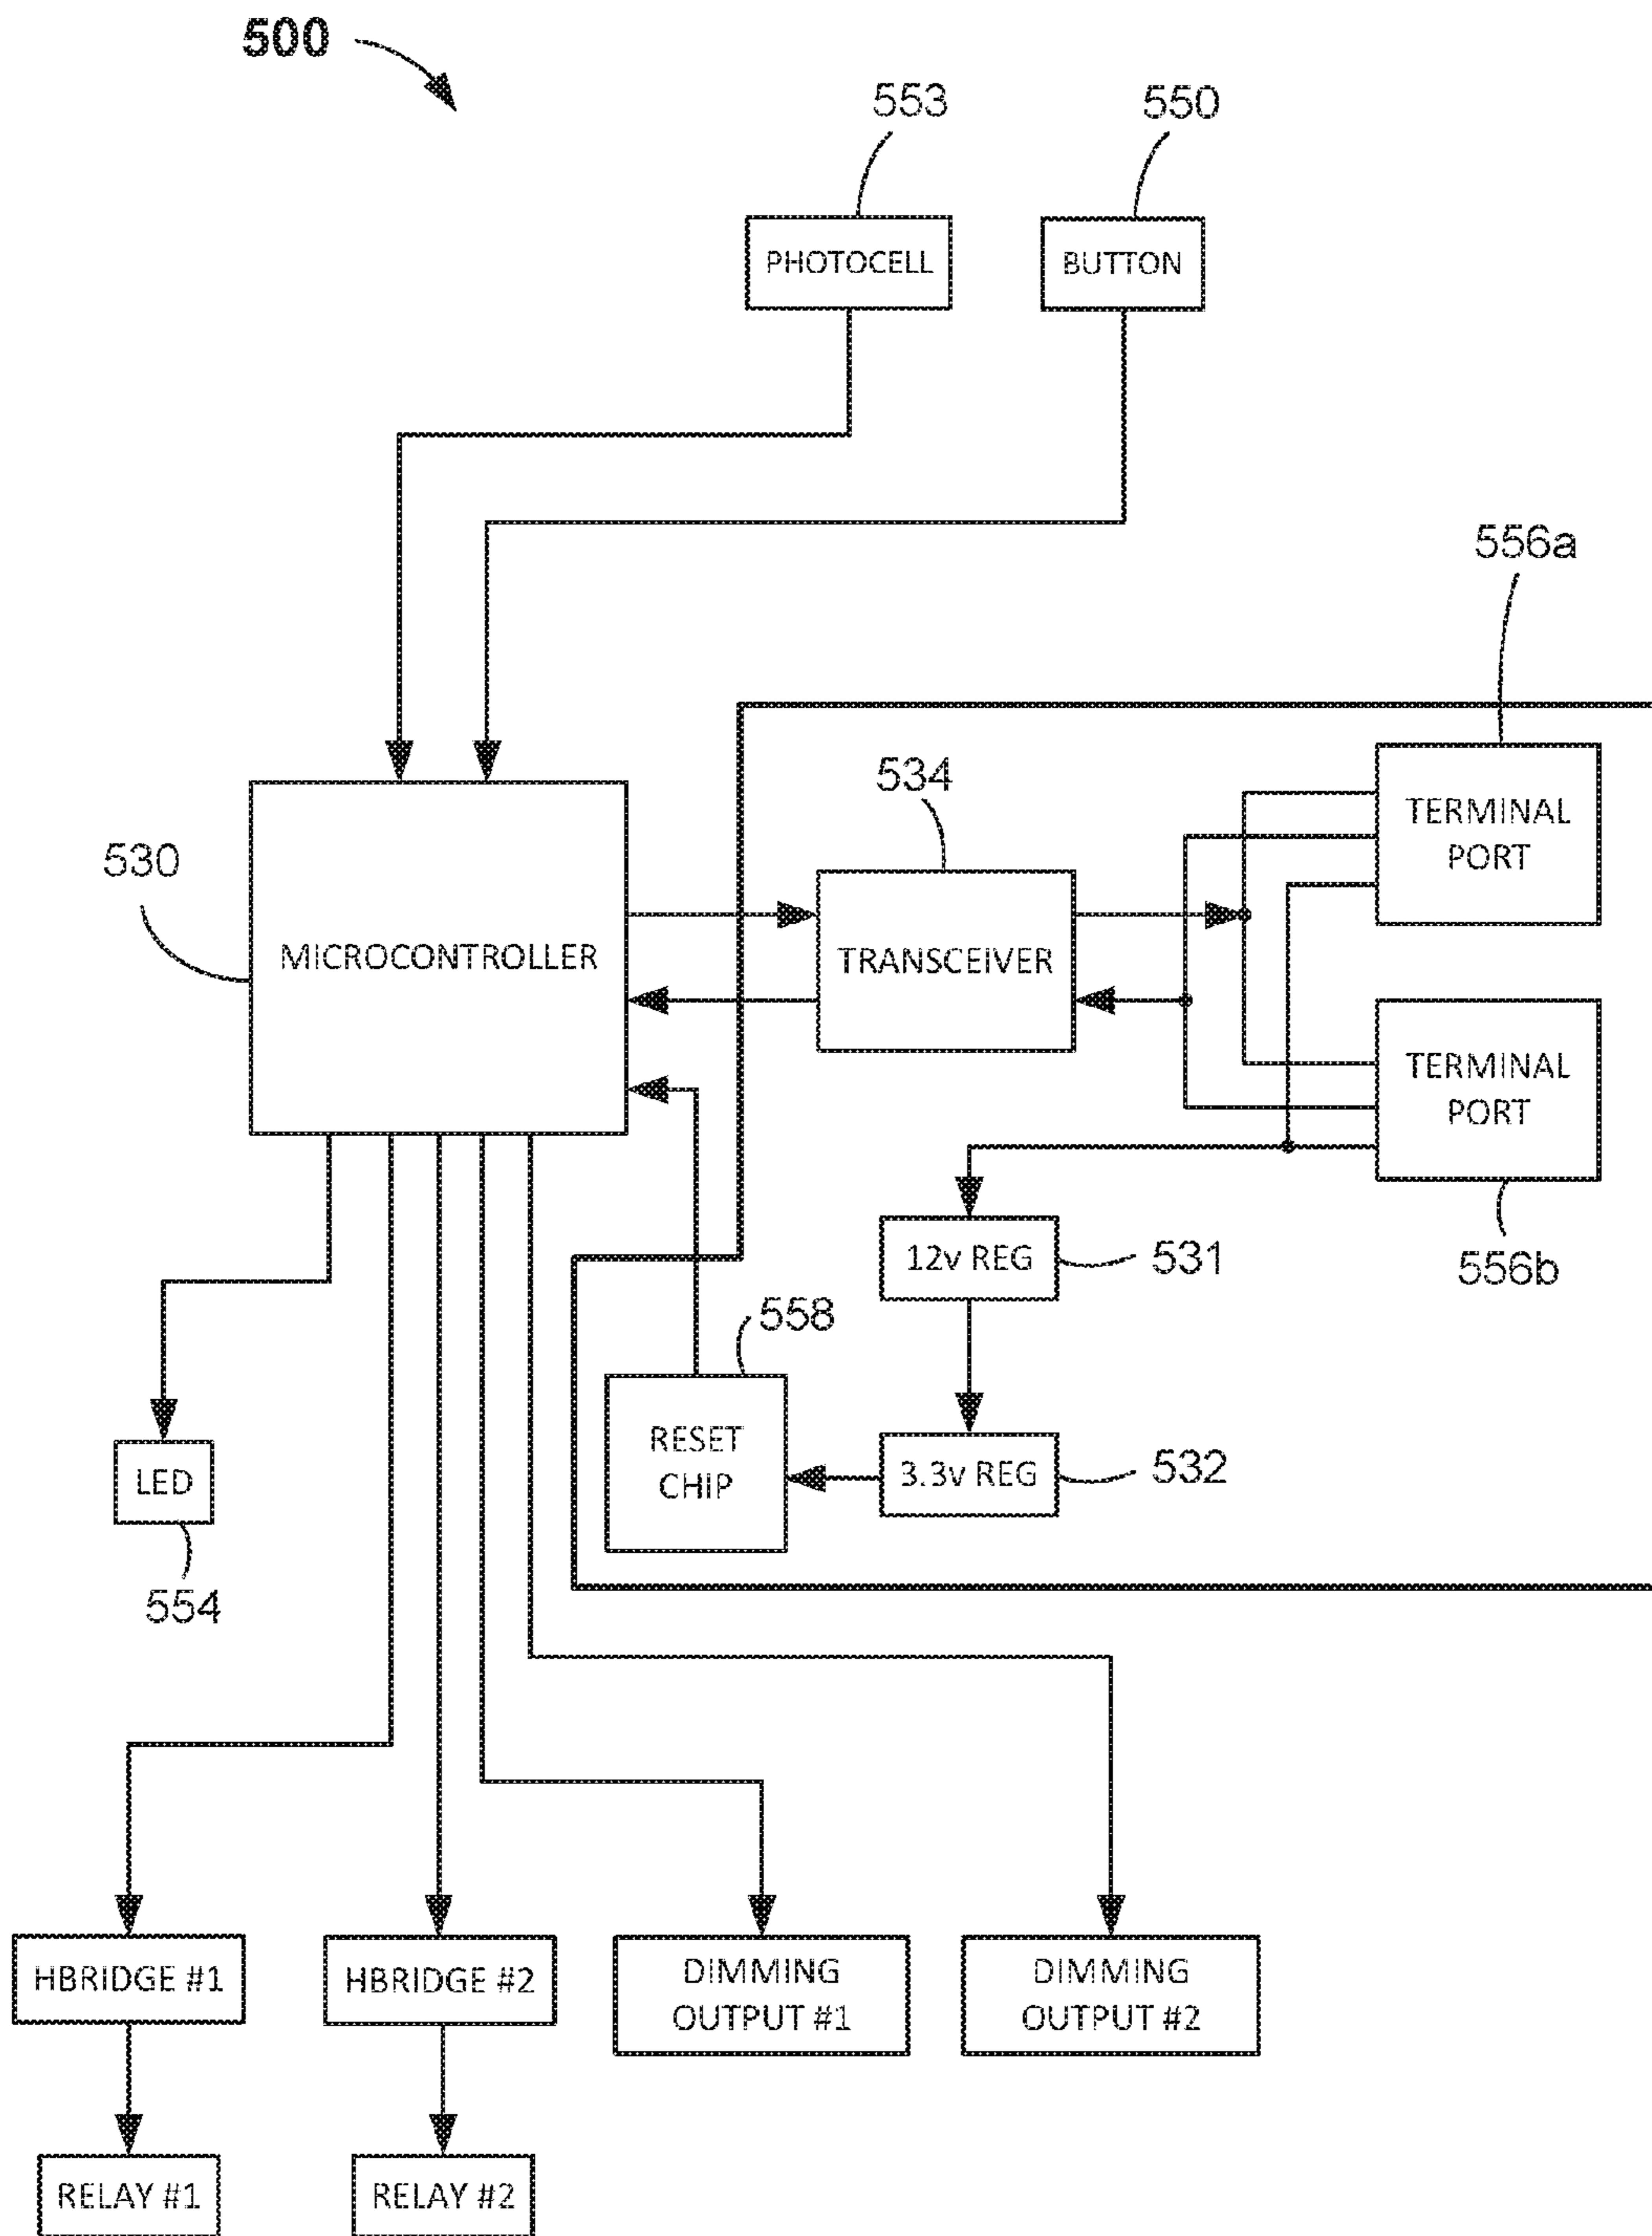 500
553
550
PHOTOCELL
BUTTON
556a
534
TERMINAL
PORT
530
MICROCONTROLLER
TRANSCEIVER
TERMINAL
PORT
12v REG
531
556b
558
RESET
CHIP
3.3v REG
532
LED
554
HBRIDGE #1
HBRIDGE #2
DIMMING
OUTPUT #1
DIMMING
OUTPUT #2
RELAY #1
RELAY #2